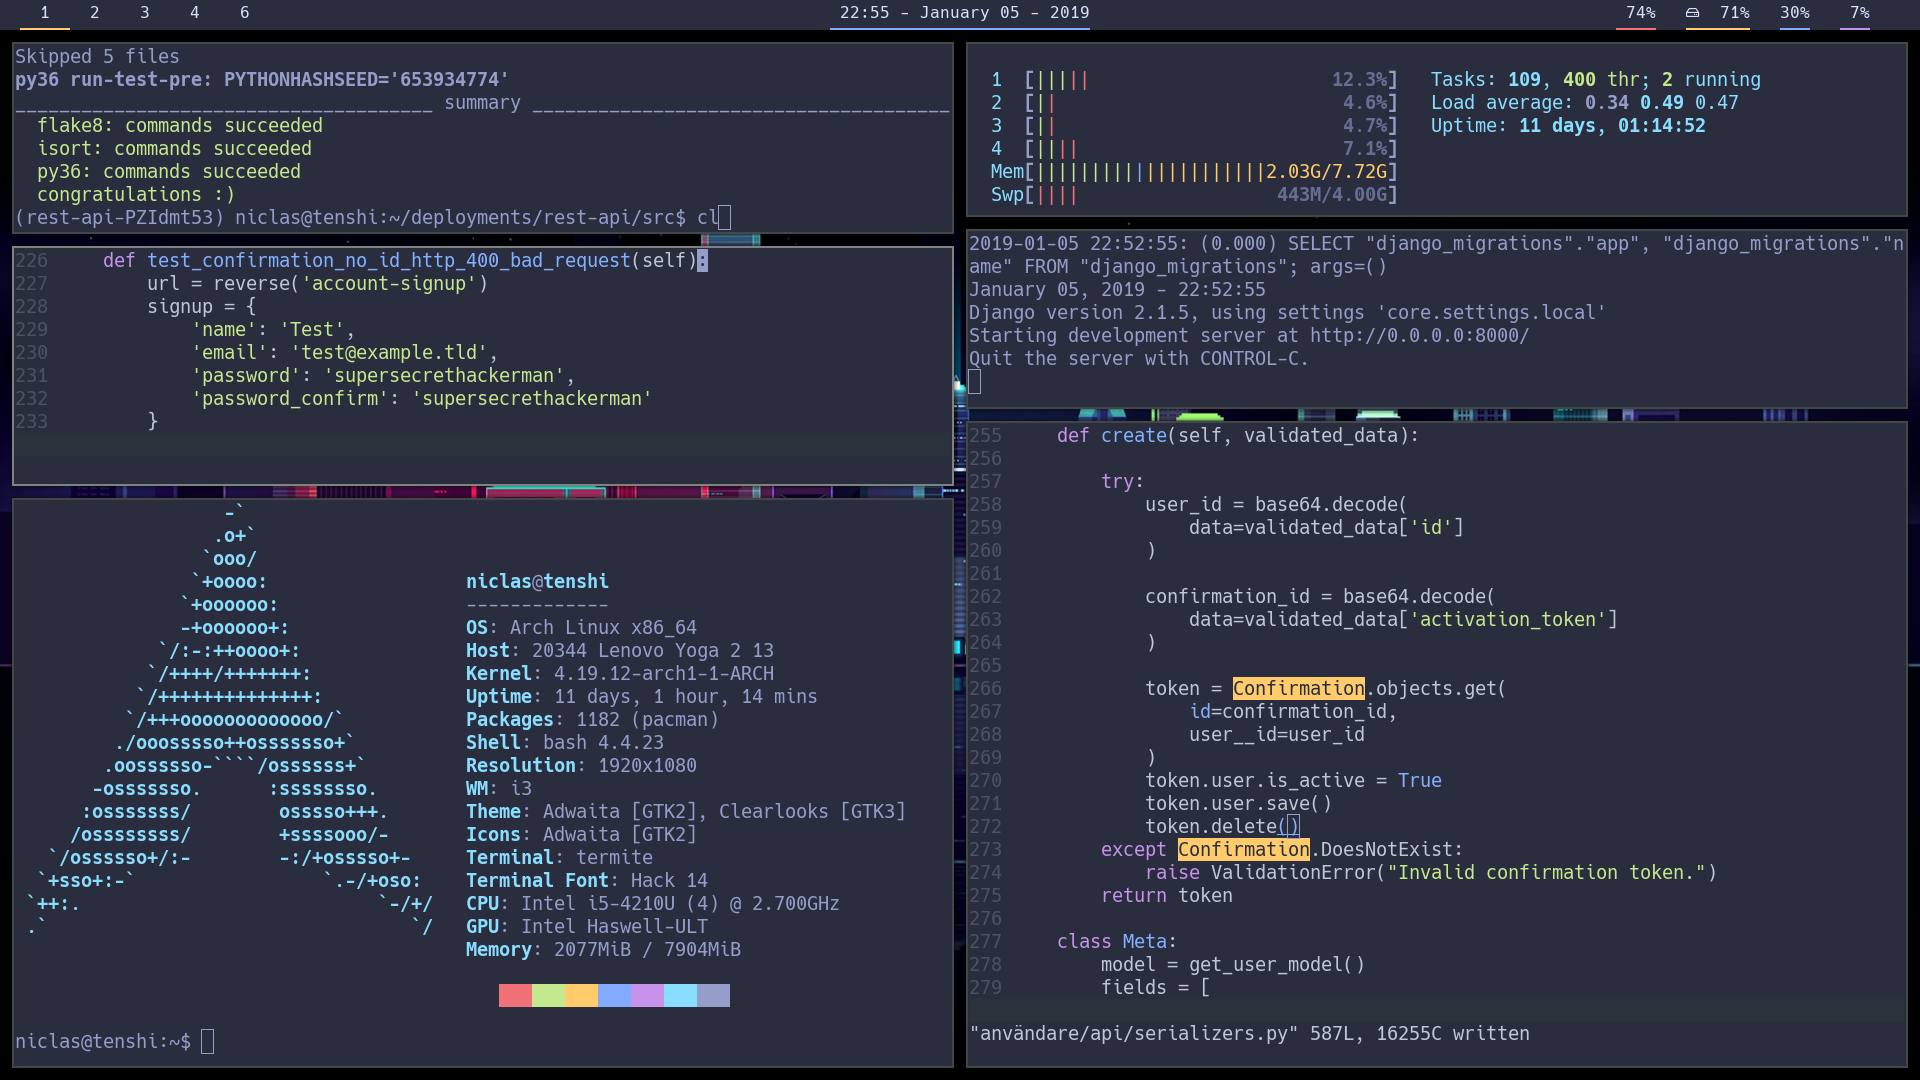 1 2 3 4 6
22:55 - January 05 - 2019
74% 71% 30% 7%
Skipped 5 files
py36 run-test-pre: PYTHONHASHSEED='653934774'
______________________________________ summary ______________________________________
flake8: commands succeeded
isort: commands succeeded
py36: commands succeeded
congratulations :)
(rest-api-PZIdmt53) niclas@tenshi:~/deployments/rest-api/src$ cl
226     def test_confirmation_no_id_http_400_bad_request(self):
227         url = reverse('account-signup')
228         signup = {
229             'name': 'Test',
230             'email': 'test@example.tld',
231             'password': 'supersecrethackerman',
232             'password_confirm': 'supersecrethackerman'
233         }
                  -`
                 .o+`
                `ooo/
               `+oooo:
              `+oooooo:
              -+oooooo+:
            `/:-:++oooo+:
           `/++++/+++++++:
          `/++++++++++++++:
         `/+++ooooooooooooo/`
        ./ooosssso++osssssso+`
       .oossssso-````/ossssss+`
      -osssssso.      :ssssssso.
     :osssssss/        osssso+++.
    /ossssssss/        +ssssooo/-
  `/ossssso+/:-        -:/+osssso+-
 `+sso+:-`                 `.-/+oso:
`++:.                           `-/+/
.`                                 `/
niclas@tenshi
-------------
OS: Arch Linux x86_64
Host: 20344 Lenovo Yoga 2 13
Kernel: 4.19.12-arch1-1-ARCH
Uptime: 11 days, 1 hour, 14 mins
Packages: 1182 (pacman)
Shell: bash 4.4.23
Resolution: 1920x1080
WM: i3
Theme: Adwaita [GTK2], Clearlooks [GTK3]
Icons: Adwaita [GTK2]
Terminal: termite
Terminal Font: Hack 14
CPU: Intel i5-4210U (4) @ 2.700GHz
GPU: Intel Haswell-ULT
Memory: 2077MiB / 7904MiB
niclas@tenshi:~$
1  [|||||                      12.3%]
2  [||                          4.6%]
3  [||                          4.7%]
4  [||||                        7.1%]
Mem[|||||||||||||||||||||2.03G/7.72G]
Swp[||||                  443M/4.00G]
Tasks: 109, 400 thr; 2 running
Load average: 0.34 0.49 0.47
Uptime: 11 days, 01:14:52
2019-01-05 22:52:55: (0.000) SELECT "django_migrations"."app", "django_migrations"."n
ame" FROM "django_migrations"; args=()
January 05, 2019 - 22:52:55
Django version 2.1.5, using settings 'core.settings.local'
Starting development server at http://0.0.0.0:8000/
Quit the server with CONTROL-C.
255     def create(self, validated_data):
256
257         try:
258             user_id = base64.decode(
259                 data=validated_data['id']
260             )
261
262             confirmation_id = base64.decode(
263                 data=validated_data['activation_token']
264             )
265
266             token = Confirmation.objects.get(
267                 id=confirmation_id,
268                 user__id=user_id
269             )
270             token.user.is_active = True
271             token.user.save()
272             token.delete()
273         except Confirmation.DoesNotExist:
274             raise ValidationError("Invalid confirmation token.")
275         return token
276
277     class Meta:
278         model = get_user_model()
279         fields = [
"användare/api/serializers.py" 587L, 16255C written